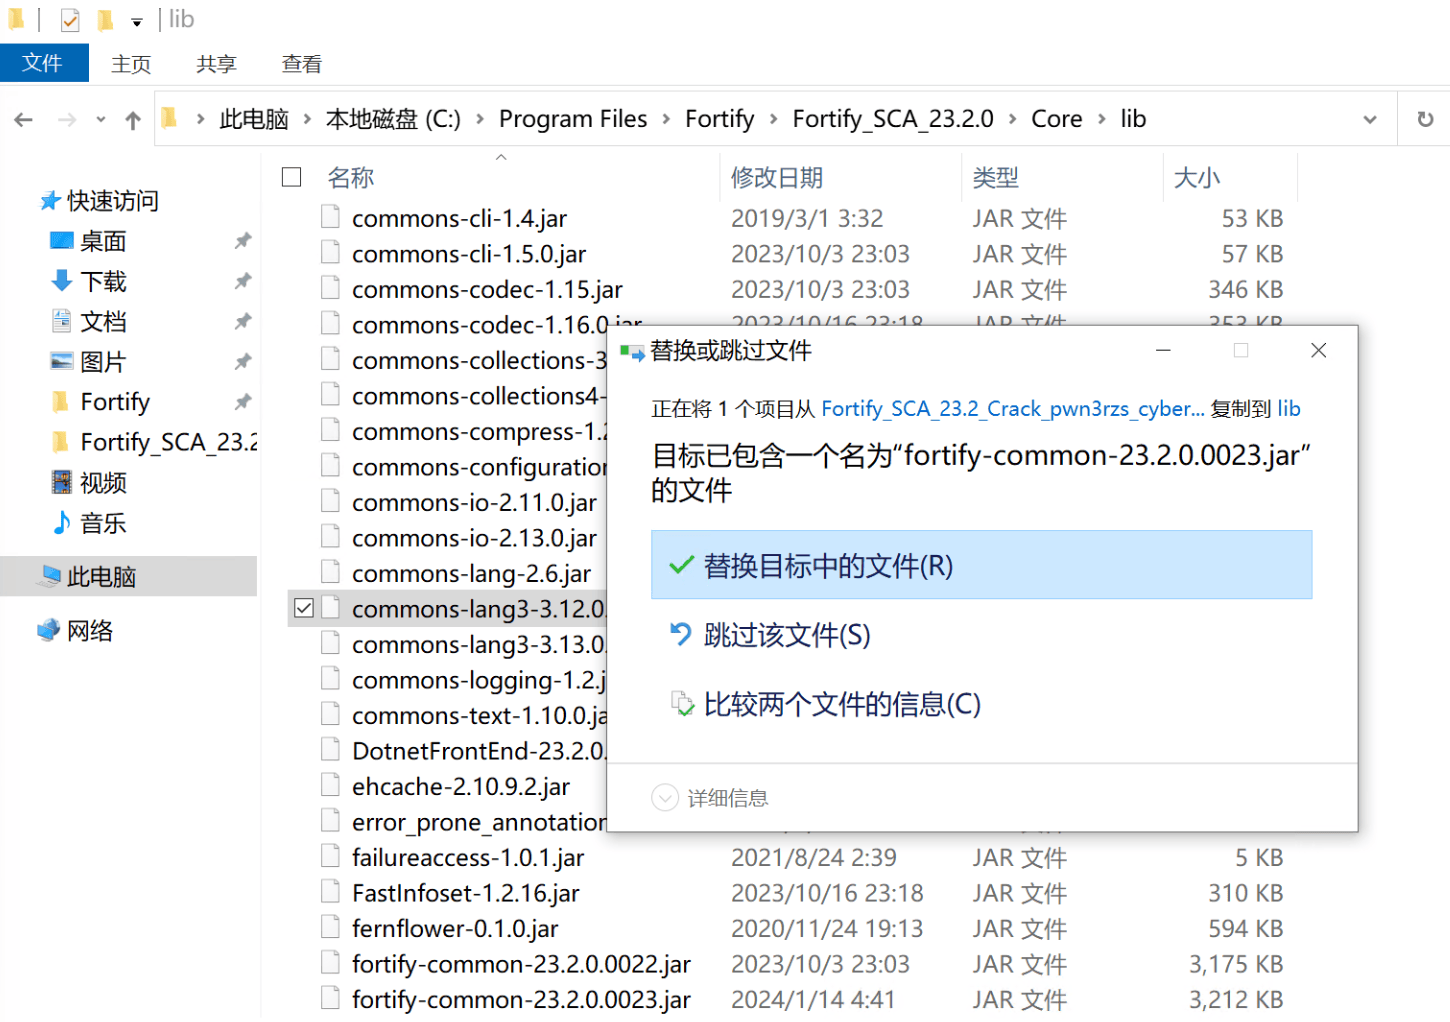 lib
文件 主页 共享 查看
此电脑 本地磁盘 (C:) Program Files Fortify Fortify_SCA_23.2.0 Core lib
快速访问
桌面
下载
文档
图片
Fortify
Fortify_SCA_23.2
视频
音乐
此电脑
网络
名称 修改日期 类型 大小
commons-cli-1.4.jar 2019/3/1 3:32 JAR 文件 53 KB
commons-cli-1.5.0.jar 2023/10/3 23:03 JAR 文件 57 KB
commons-codec-1.15.jar 2023/10/3 23:03 JAR 文件 346 KB
commons-codec-1.16.0.jar 2023/10/16 23:18 JAR 文件 353 KB
commons-collections-3
commons-collections4-
commons-compress-1.2
commons-configuration
commons-io-2.11.0.jar
commons-io-2.13.0.jar
commons-lang-2.6.jar
commons-lang3-3.12.0.
commons-lang3-3.13.0.
commons-logging-1.2.j
commons-text-1.10.0.ja
DotnetFrontEnd-23.2.0.
ehcache-2.10.9.2.jar
error_prone_annotation
failureaccess-1.0.1.jar 2021/8/24 2:39 JAR 文件 5 KB
FastInfoset-1.2.16.jar 2023/10/16 23:18 JAR 文件 310 KB
fernflower-0.1.0.jar 2020/11/24 19:13 JAR 文件 594 KB
fortify-common-23.2.0.0022.jar 2023/10/3 23:03 JAR 文件 3,175 KB
fortify-common-23.2.0.0023.jar 2024/1/14 4:41 JAR 文件 3,212 KB
替换或跳过文件
正在将 1 个项目从 Fortify_SCA_23.2_Crack_pwn3rzs_cyber... 复制到 lib
目标已包含一个名为“fortify-common-23.2.0.0023.jar”
的文件
替换目标中的文件(R)
跳过该文件(S)
比较两个文件的信息(C)
详细信息